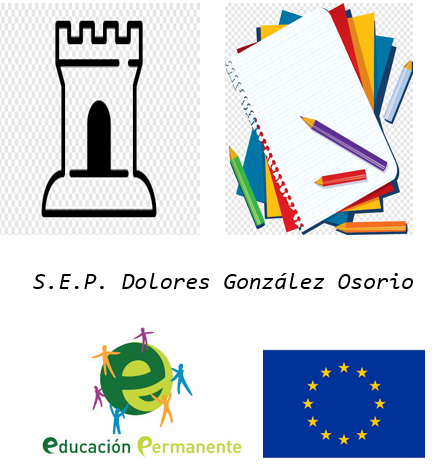 S.E.P. Dolores González Osorio
e
educación permanente